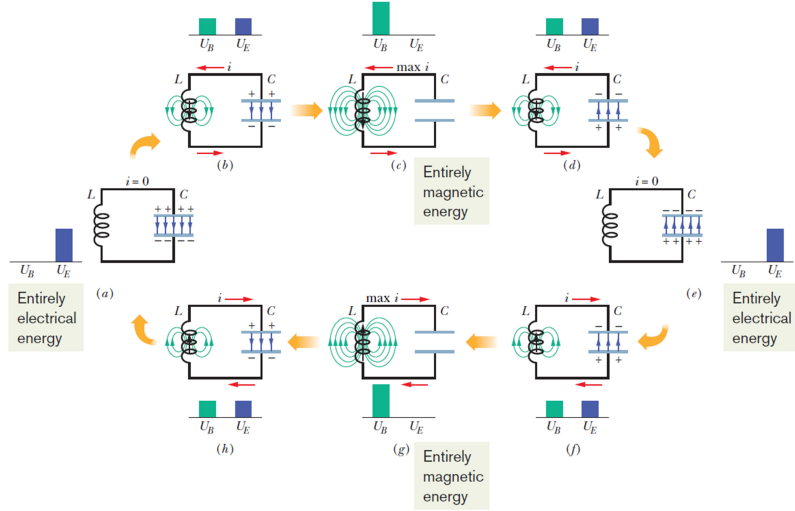 U_B U_E
U_B U_E
U_B U_E
i
max i
i
L C
L C
L C
+ +
− −
− −
+ +
(b)
(c)
(d)
Entirely
magnetic
energy
i = 0
L C
+ + + +
− − − −
U_B U_E
(a)
Entirely
electrical
energy
i = 0
L C
− − − −
+ + + +
(e)
U_B U_E
Entirely
electrical
energy
i
max i
i
L C
L C
L C
+ +
− −
− −
+ +
U_B U_E
U_B U_E
U_B U_E
(h)
(g)
(f)
Entirely
magnetic
energy